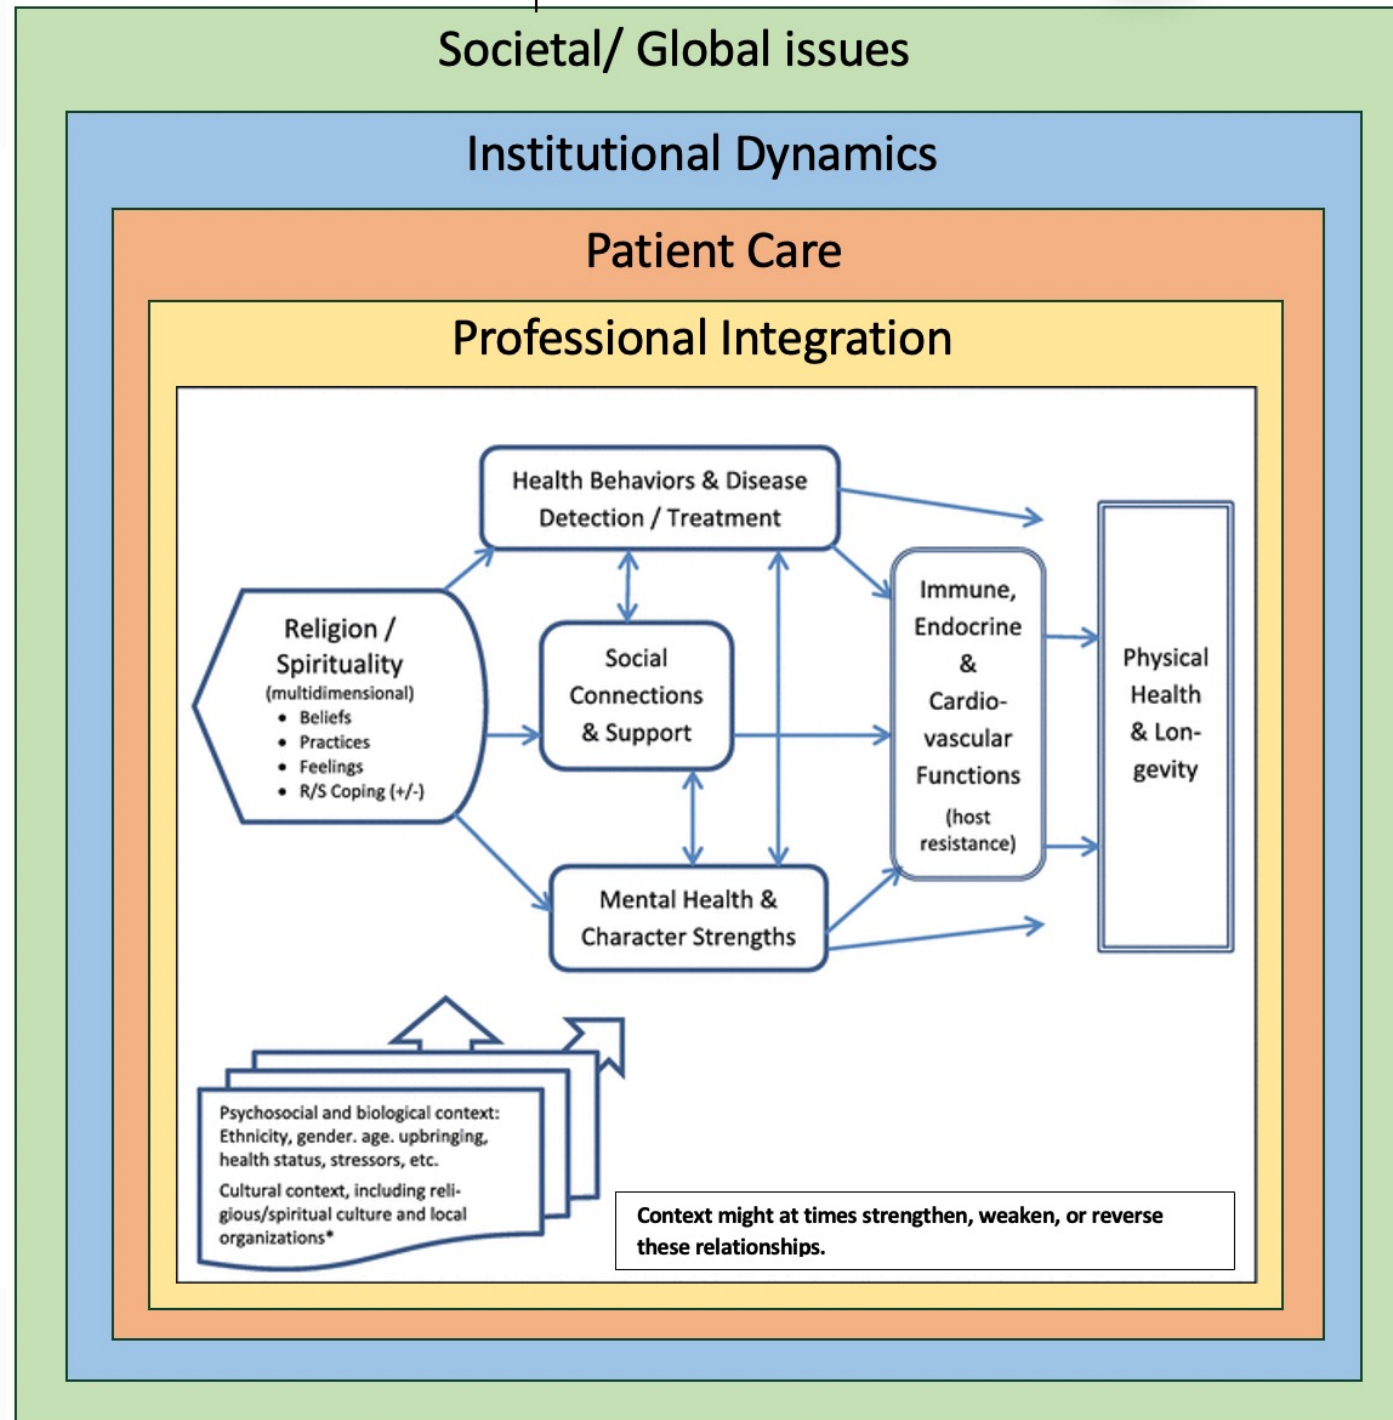 Societal/ Global issues
Institutional Dynamics
Patient Care
Professional Integration
Health Behaviors & Disease
Detection / Treatment
Religion /
Spirituality
(multidimensional)
• Beliefs
• Practices
• Feelings
• R/S Coping (+/-)
Social
Connections
& Support
Mental Health &
Character Strengths
Immune,
Endocrine
&
Cardio-
vascular
Functions
(host
resistance)
Physical
Health
& Lon-
gevity
Psychosocial and biological context:
Ethnicity, gender. age. upbringing,
health status, stressors, etc.
Cultural context, including reli-
gious/spiritual culture and local
organizations*
Context might at times strengthen, weaken, or reverse
these relationships.